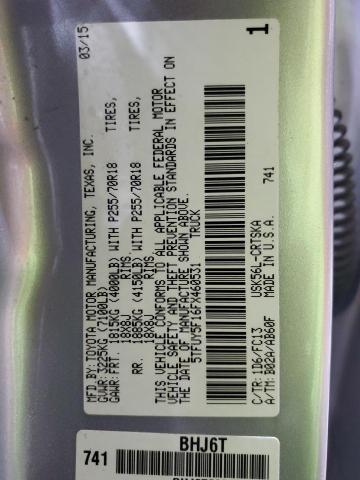 MFD.BY: TOYOTA MOTOR MANUFACTURING, TEXAS, INC. 03/15
GVWR: 3225KG (7100LB)
GAWR: FRT. 1815KG (4000LB) WITH P255/70R18 TIRES,
18X8J RIMS
RR. 1885KG (4150LB) WITH P255/70R18 TIRES,
18X8J RIMS
THIS VEHICLE CONFORMS TO ALL APPLICABLE FEDERAL MOTOR
VEHICLE SAFETY AND THEFT PREVENTION STANDARDS IN EFFECT ON
THE DATE OF MANUFACTURE SHOWN ABOVE.
5TFUY5F16FX460531 TRUCK
741
C/TR: 1D6/FC13 USK56L-CRTSKA
A/TM: B02A/AB60F MADE IN U.S.A. 1
741
BHJ6T